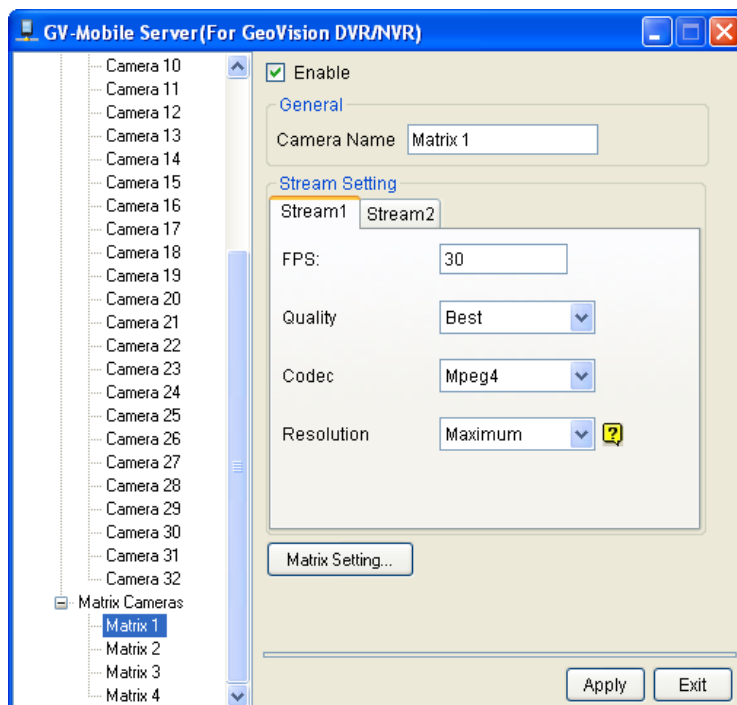 GV-Mobile Server(For GeoVision DVR/NVR)
Camera 10
Camera 11
Camera 12
Camera 13
Camera 14
Camera 15
Camera 16
Camera 17
Camera 18
Camera 19
Camera 20
Camera 21
Camera 22
Camera 23
Camera 24
Camera 25
Camera 26
Camera 27
Camera 28
Camera 29
Camera 30
Camera 31
Camera 32
Matrix Cameras
Matrix 1
Matrix 2
Matrix 3
Matrix 4
Enable
General
Camera Name Matrix 1
Stream Setting
Stream1 Stream2
FPS: 30
Quality Best
Codec Mpeg4
Resolution Maximum ?
Matrix Setting...
Apply Exit